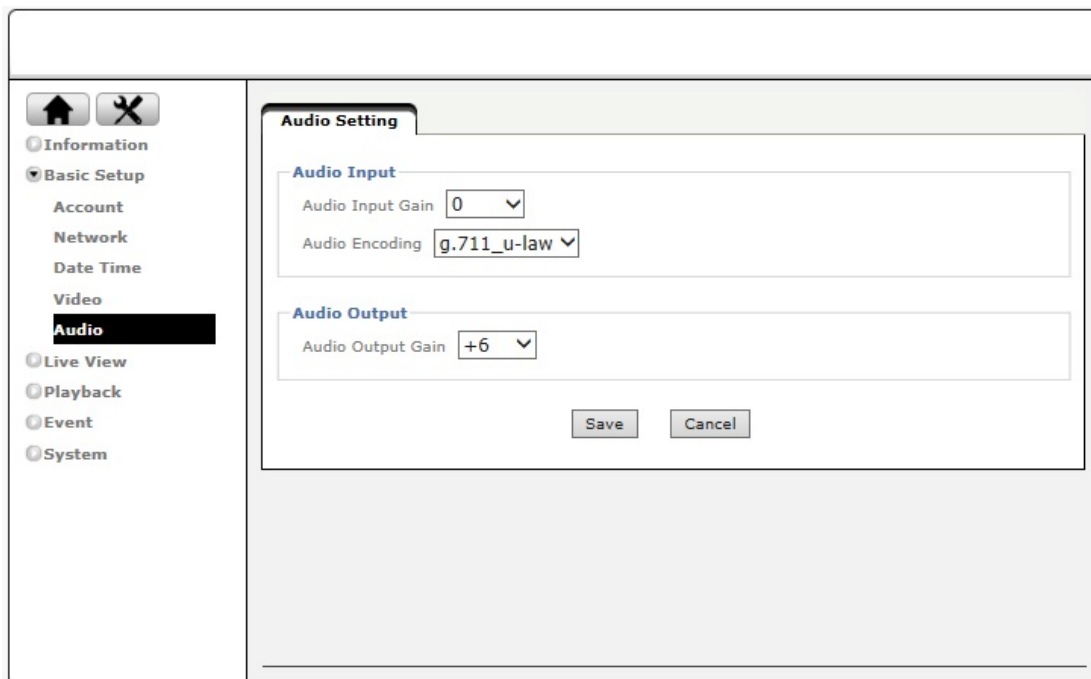 Information
Basic Setup
Account
Network
Date Time
Video
Audio
Live View
Playback
Event
System
Audio Setting
Audio Input
Audio Input Gain 0
Audio Encoding g.711_u-law
Audio Output
Audio Output Gain +6
Save Cancel